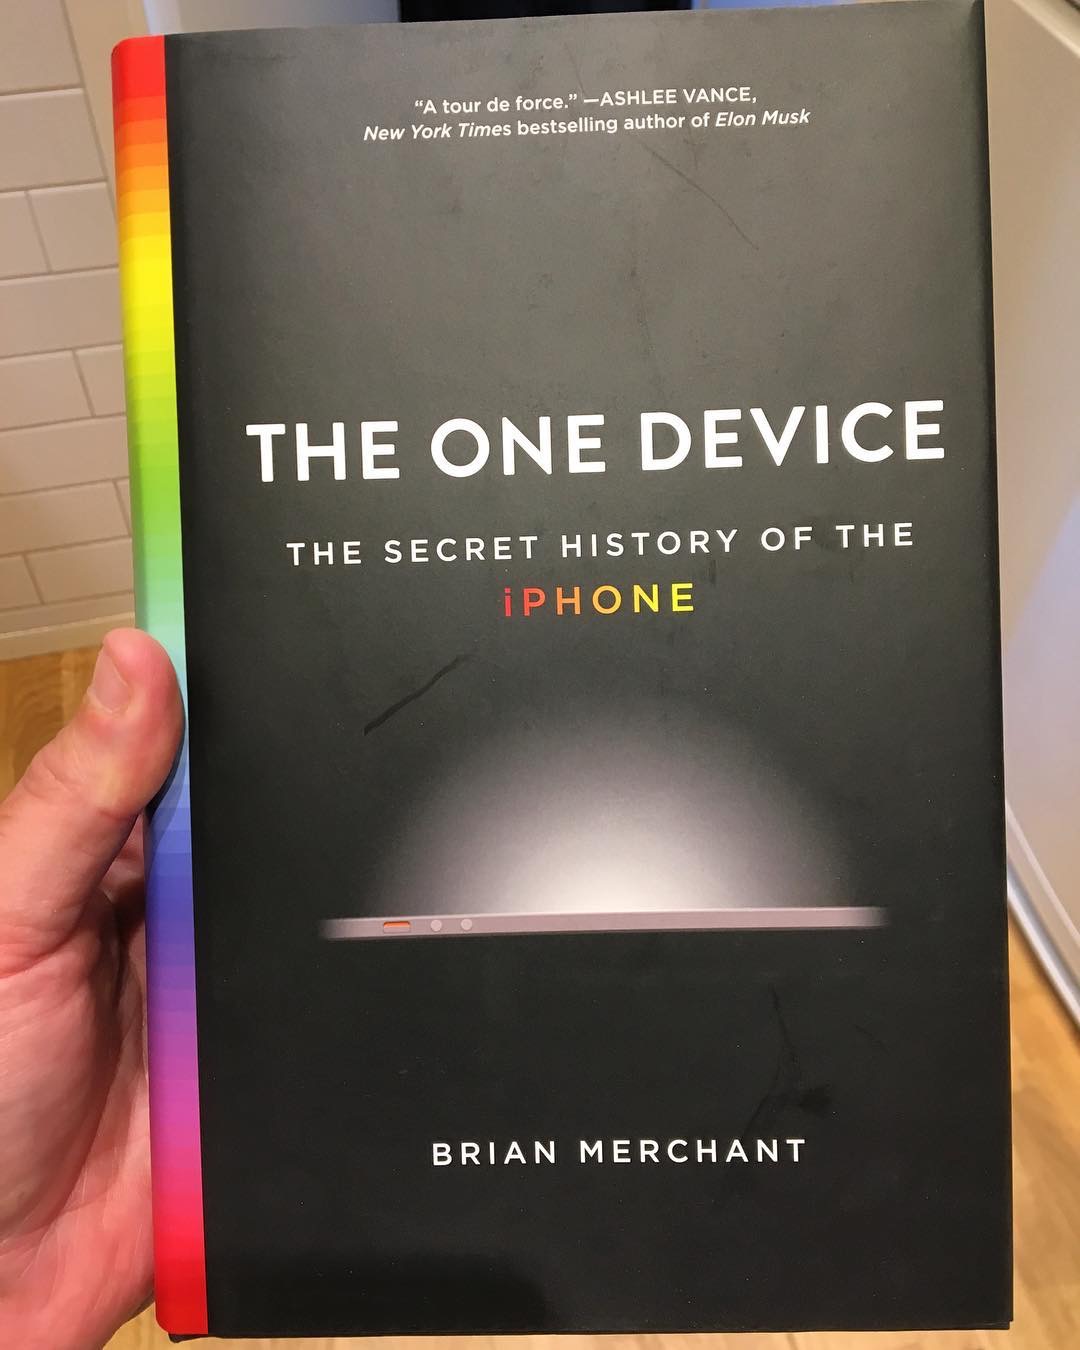 “A tour de force.” —ASHLEE VANCE,
New York Times bestselling author of Elon Musk
THE ONE DEVICE
THE SECRET HISTORY OF THE
iPHONE
BRIAN MERCHANT